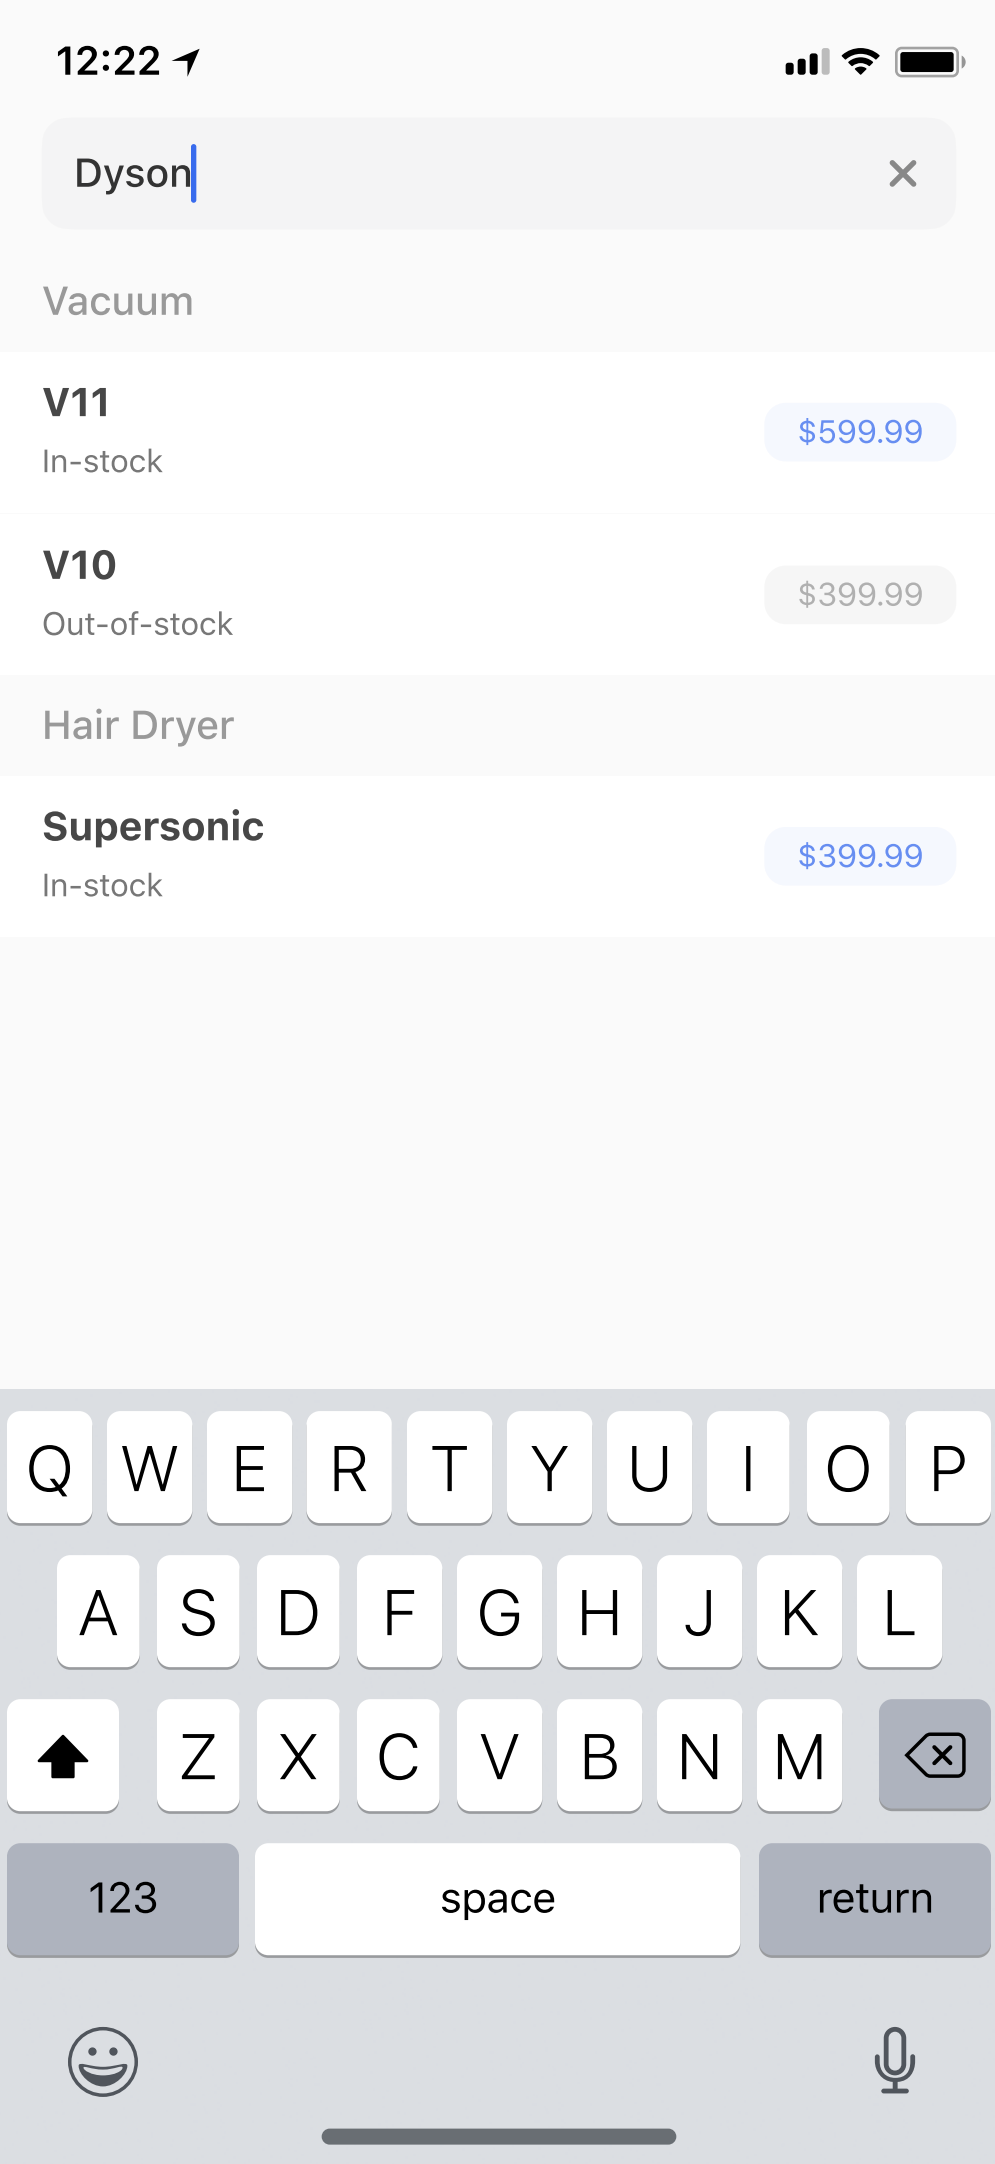 12:22
Dyson
Vacuum
V11
$599.99
In-stock
V10
$399.99
Out-of-stock
Hair Dryer
Supersonic
$399.99
In-stock
Q W E R T Y U I O P
A S D F G H J K L
Z X C V B N M
123 space return